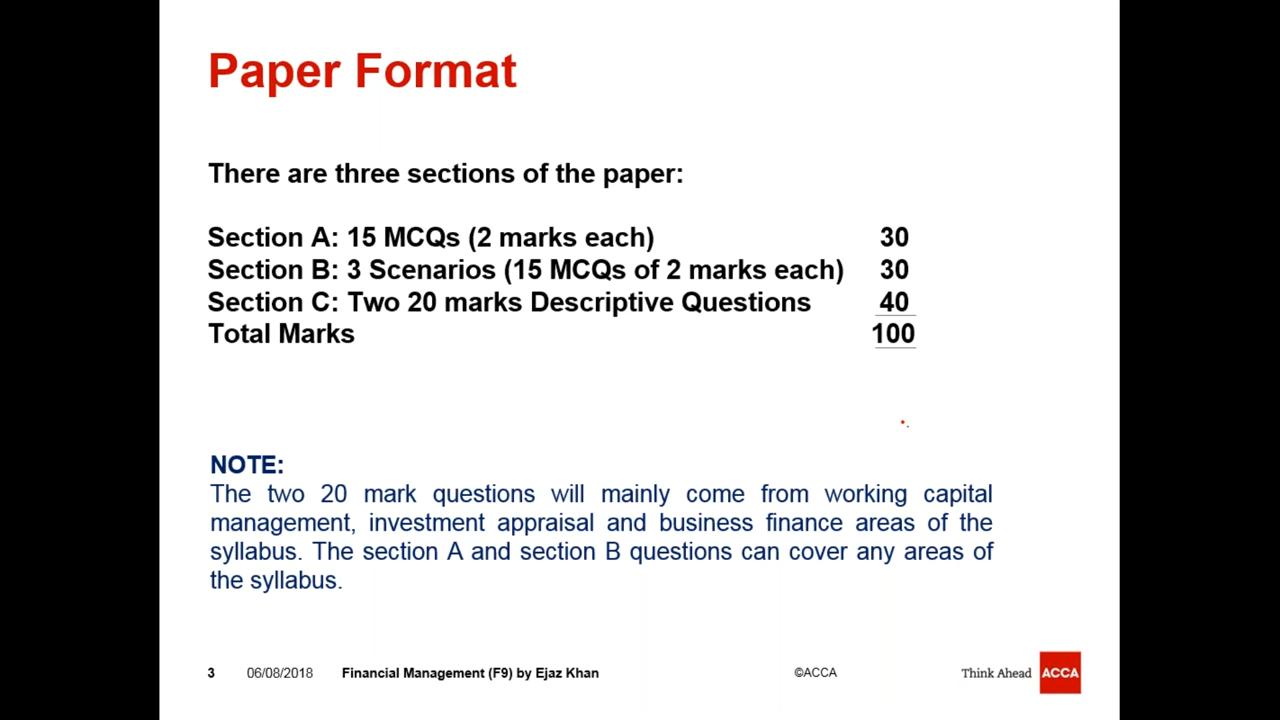 Paper Format
There are three sections of the paper:
Section A: 15 MCQs (2 marks each) 30
Section B: 3 Scenarios (15 MCQs of 2 marks each) 30
Section C: Two 20 marks Descriptive Questions 40
Total Marks 100
NOTE:
The two 20 mark questions will mainly come from working capital
management, investment appraisal and business finance areas of the
syllabus. The section A and section B questions can cover any areas of
the syllabus.
3 06/08/2018 Financial Management (F9) by Ejaz Khan ©ACCA Think Ahead ACCA